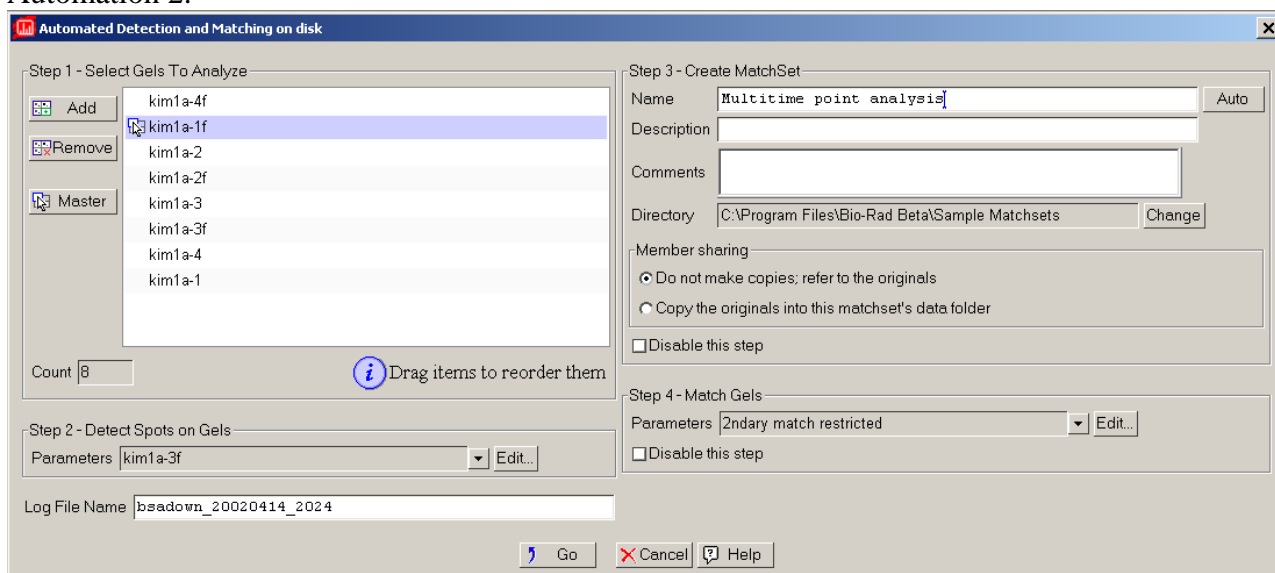 Automation 2:
Automated Detection and Matching on disk
Step 1 - Select Gels To Analyze
Add
Remove
Master
kim1a-4f
kim1a-1f
kim1a-2
kim1a-2f
kim1a-3
kim1a-3f
kim1a-4
kim1a-1
Count 8
Drag items to reorder them
Step 2 - Detect Spots on Gels
Parameters kim1a-3f Edit...
Log File Name bsadown_20020414_2024
Step 3 - Create MatchSet
Name Multitime point analysis Auto
Description
Comments
Directory C:\Program Files\Bio-Rad Beta\Sample Matchsets Change
Member sharing
Do not make copies; refer to the originals
Copy the originals into this matchset's data folder
Disable this step
Step 4 - Match Gels
Parameters 2ndary match restricted Edit...
Disable this step
Go Cancel Help